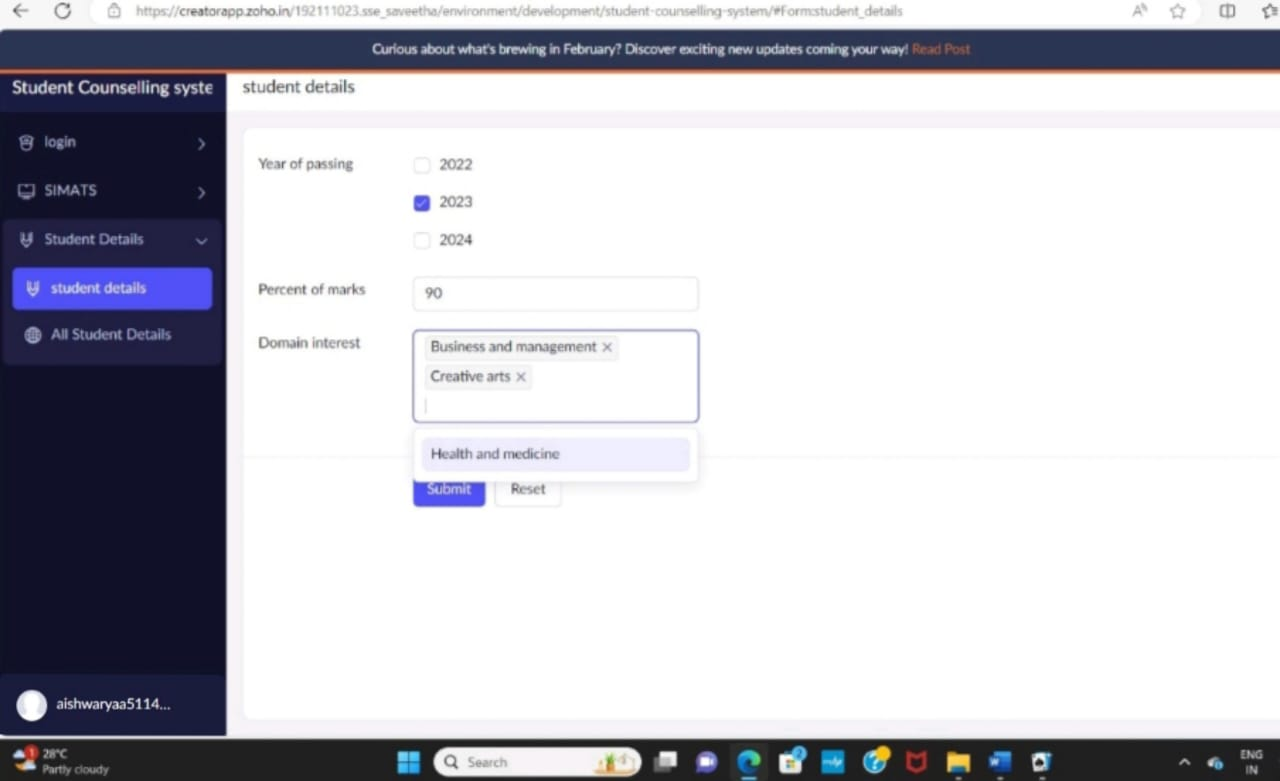 https://creatorapp.zoho.in/192111023.sse_saveetha/environment/development/student-counselling-system/#Form:student_details
Curious about what's brewing in February? Discover exciting new updates coming your way! Read Post
Student Counselling syste
student details
login
SIMATS
Student Details
student details
All Student Details
Year of passing
2022
2023
2024
Percent of marks
90
Domain interest
Business and management ×
Creative arts ×
Health and medicine
Submit
Reset
aishwaryaa5114...
1
28°C
Partly cloudy
Search
2
ENG
IN